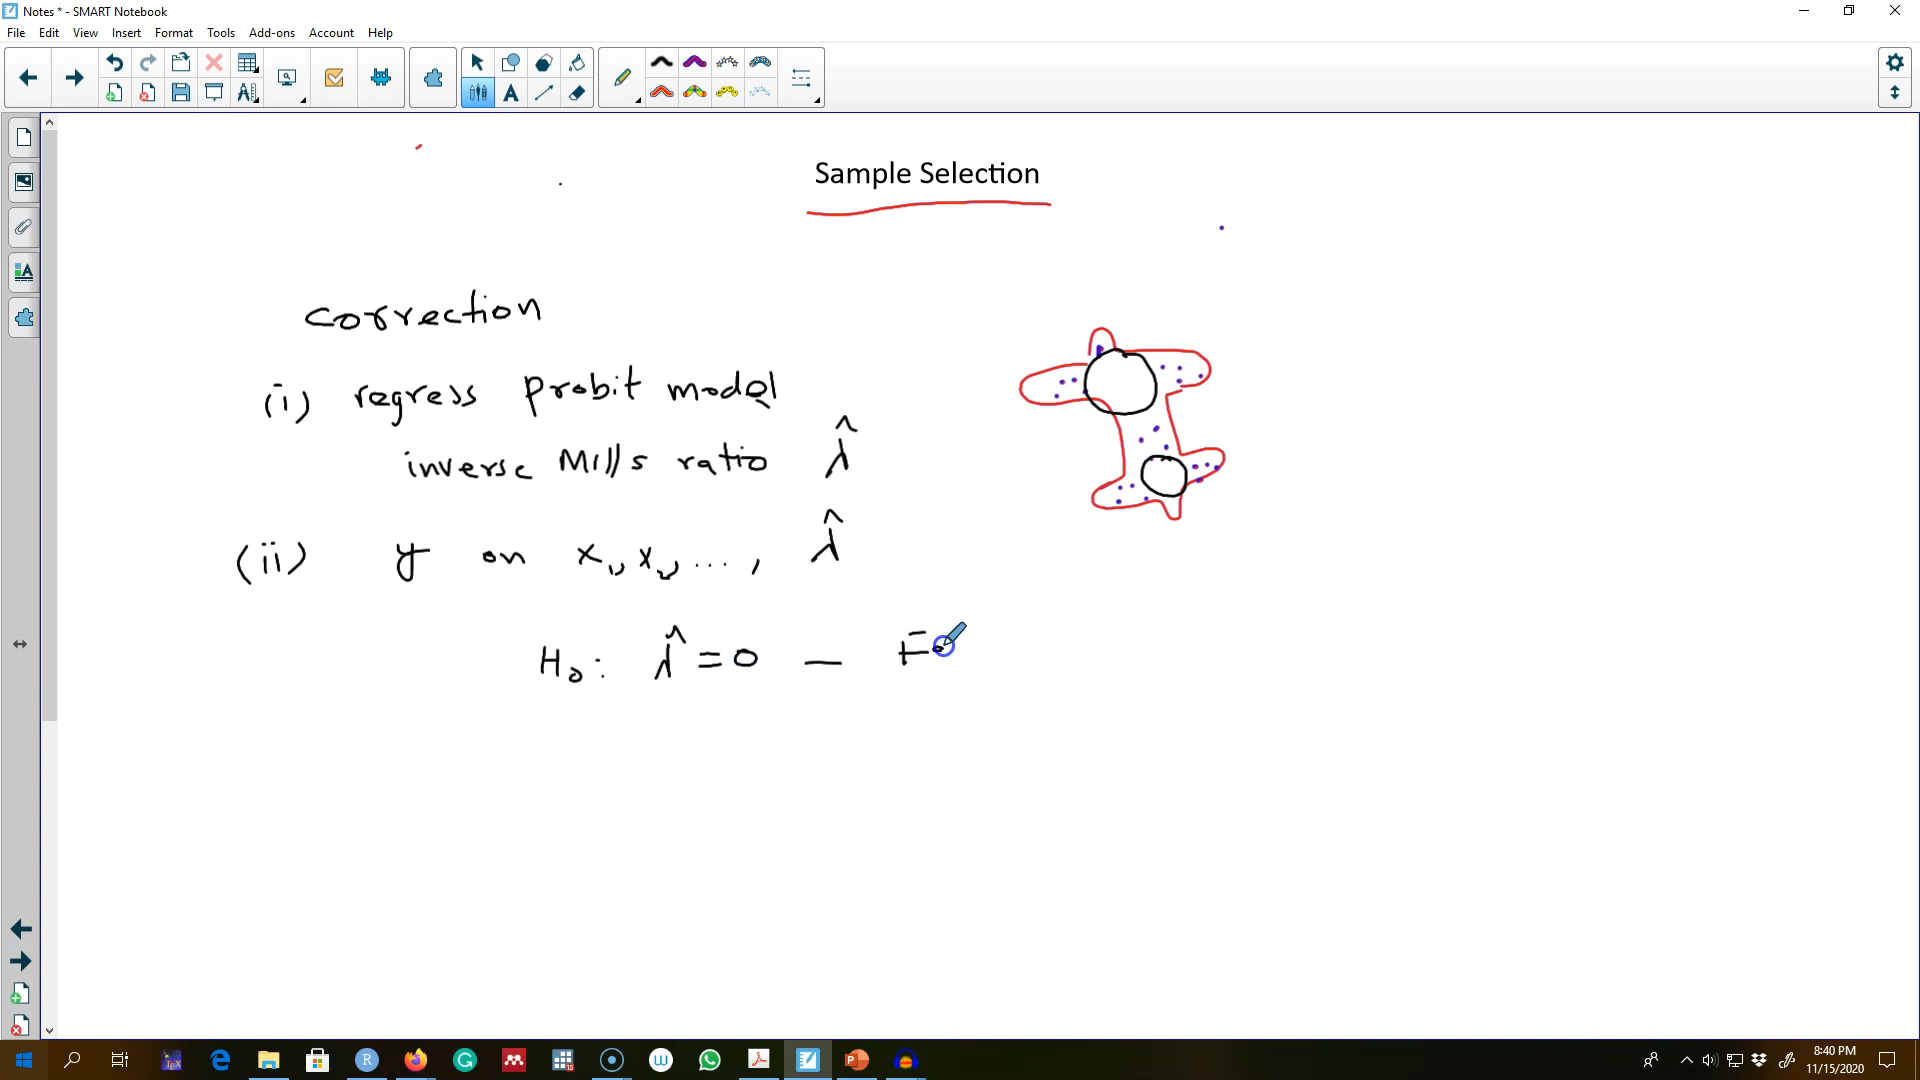 Notes * - SMART Notebook
File Edit View Insert Format Tools Add-ons Account Help
Sample Selection
correction
(i) regress probit model
inverse Mills ratio λ̂
(ii) y on x₁, x₂, ..., λ̂
H₀: λ̂ = 0 —
8:40 PM
11/15/2020